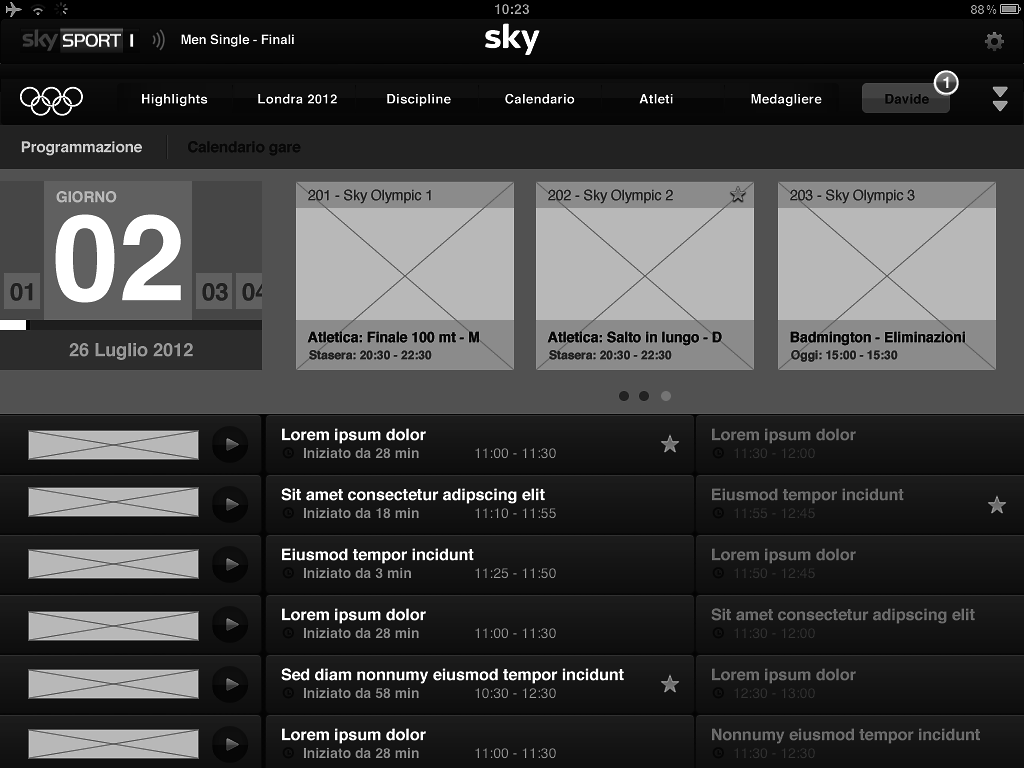 10:23
88%
sky SPORT 1
Men Single - Finali
sky
Highlights
Londra 2012
Discipline
Calendario
Atleti
Medagliere
Davide
1
Programmazione
Calendario gare
GIORNO
01
02
03
04
26 Luglio 2012
201 - Sky Olympic 1
Atletica: Finale 100 mt - M
Stasera: 20:30 - 22:30
202 - Sky Olympic 2
Atletica: Salto in lungo - D
Stasera: 20:30 - 22:30
203 - Sky Olympic 3
Badmington - Eliminazioni
Oggi: 15:00 - 15:30
Lorem ipsum dolor
Iniziato da 28 min 11:00 - 11:30
Lorem ipsum dolor
11:30 - 12:00
Sit amet consectetur adipscing elit
Iniziato da 18 min 11:10 - 11:55
Eiusmod tempor incidunt
11:55 - 12:45
Eiusmod tempor incidunt
Iniziato da 3 min 11:25 - 11:50
Lorem ipsum dolor
11:50 - 12:45
Lorem ipsum dolor
Iniziato da 28 min 11:00 - 11:30
Sit amet consectetur adipscing elit
11:30 - 12:00
Sed diam nonnumy eiusmod tempor incidunt
Iniziato da 58 min 10:30 - 12:30
Lorem ipsum dolor
12:30 - 13:00
Lorem ipsum dolor
Iniziato da 28 min 11:00 - 11:30
Nonnumy eiusmod tempor incidunt
11:30 - 12:30